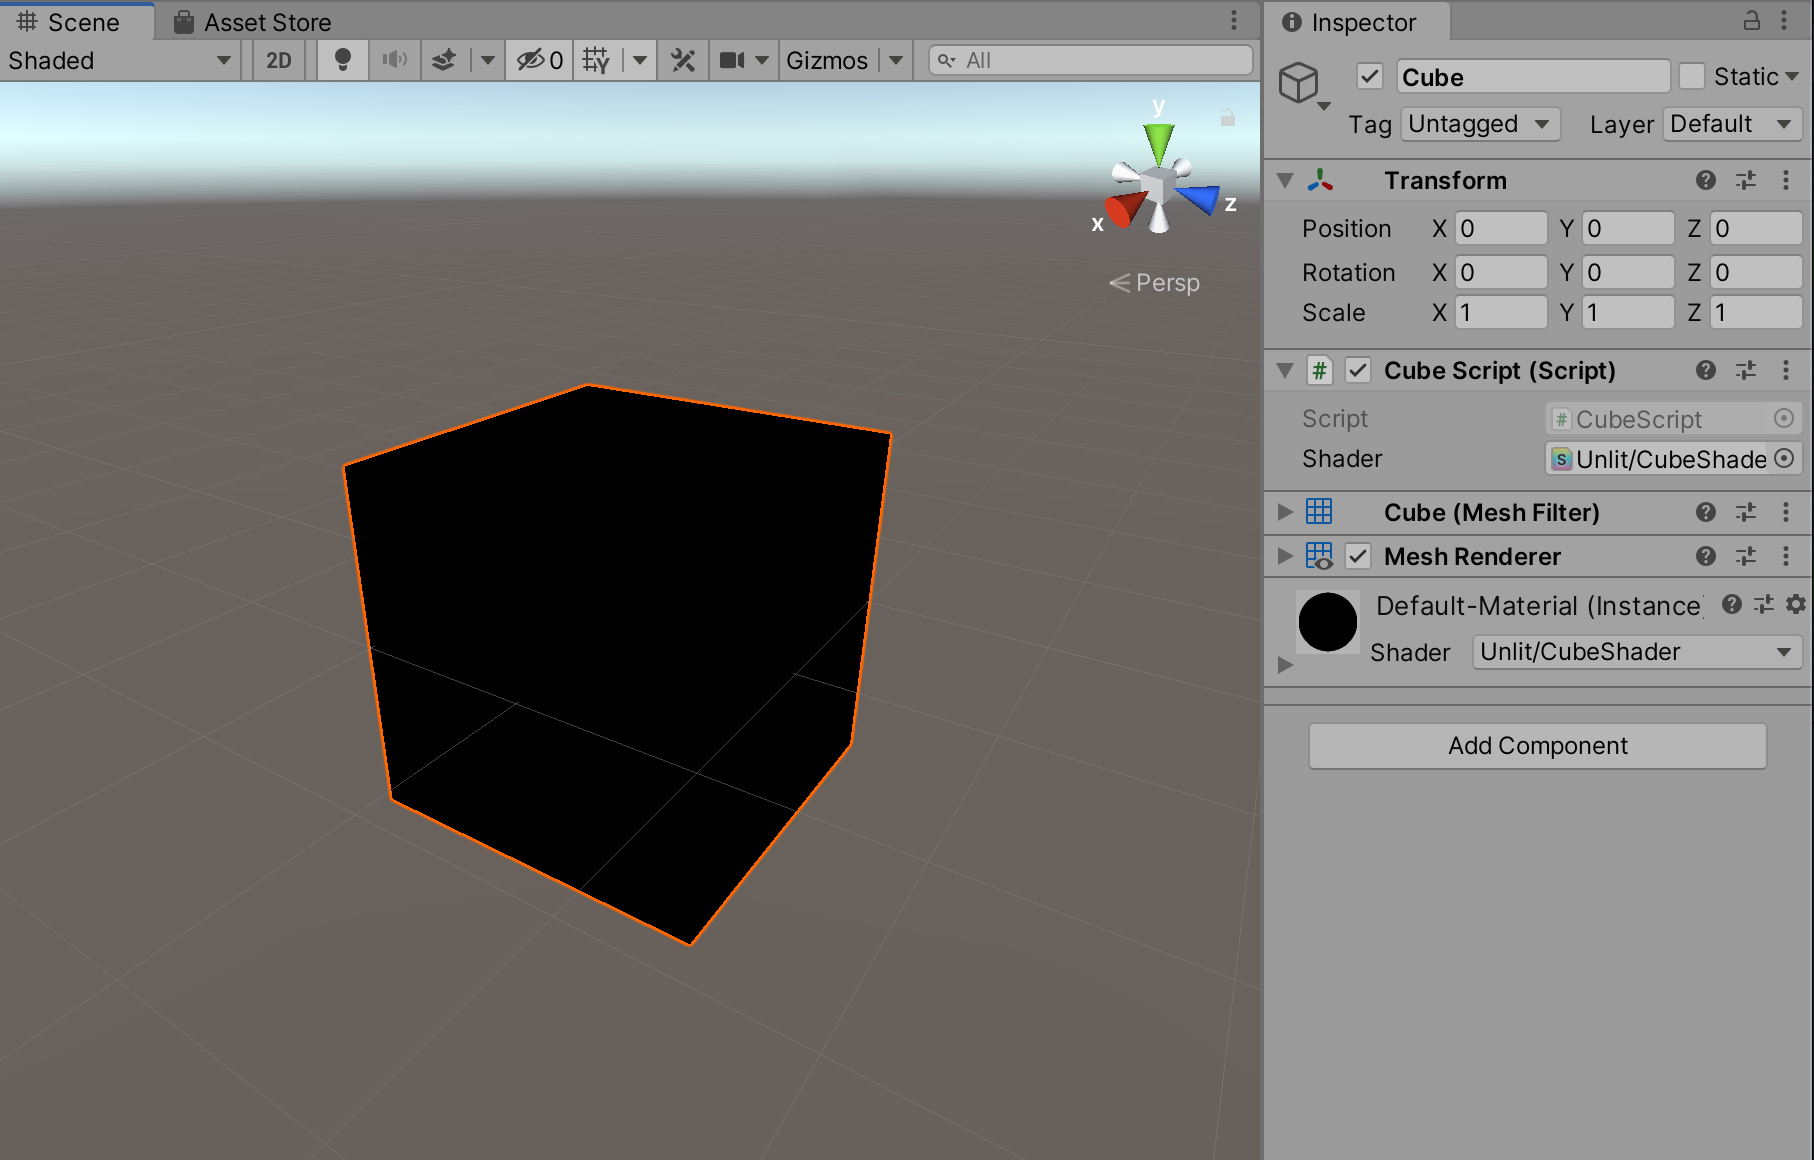 Scene
Asset Store
Shaded
2D
0
Gizmos
All
y
x
z
Persp
Inspector
Cube
Static
Tag Untagged Layer Default
Transform
Position X 0 Y 0 Z 0
Rotation X 0 Y 0 Z 0
Scale X 1 Y 1 Z 1
# Cube Script (Script)
Script # CubeScript
Shader S Unlit/CubeShade
Cube (Mesh Filter)
Mesh Renderer
Default-Material (Instance)
Shader Unlit/CubeShader
Add Component